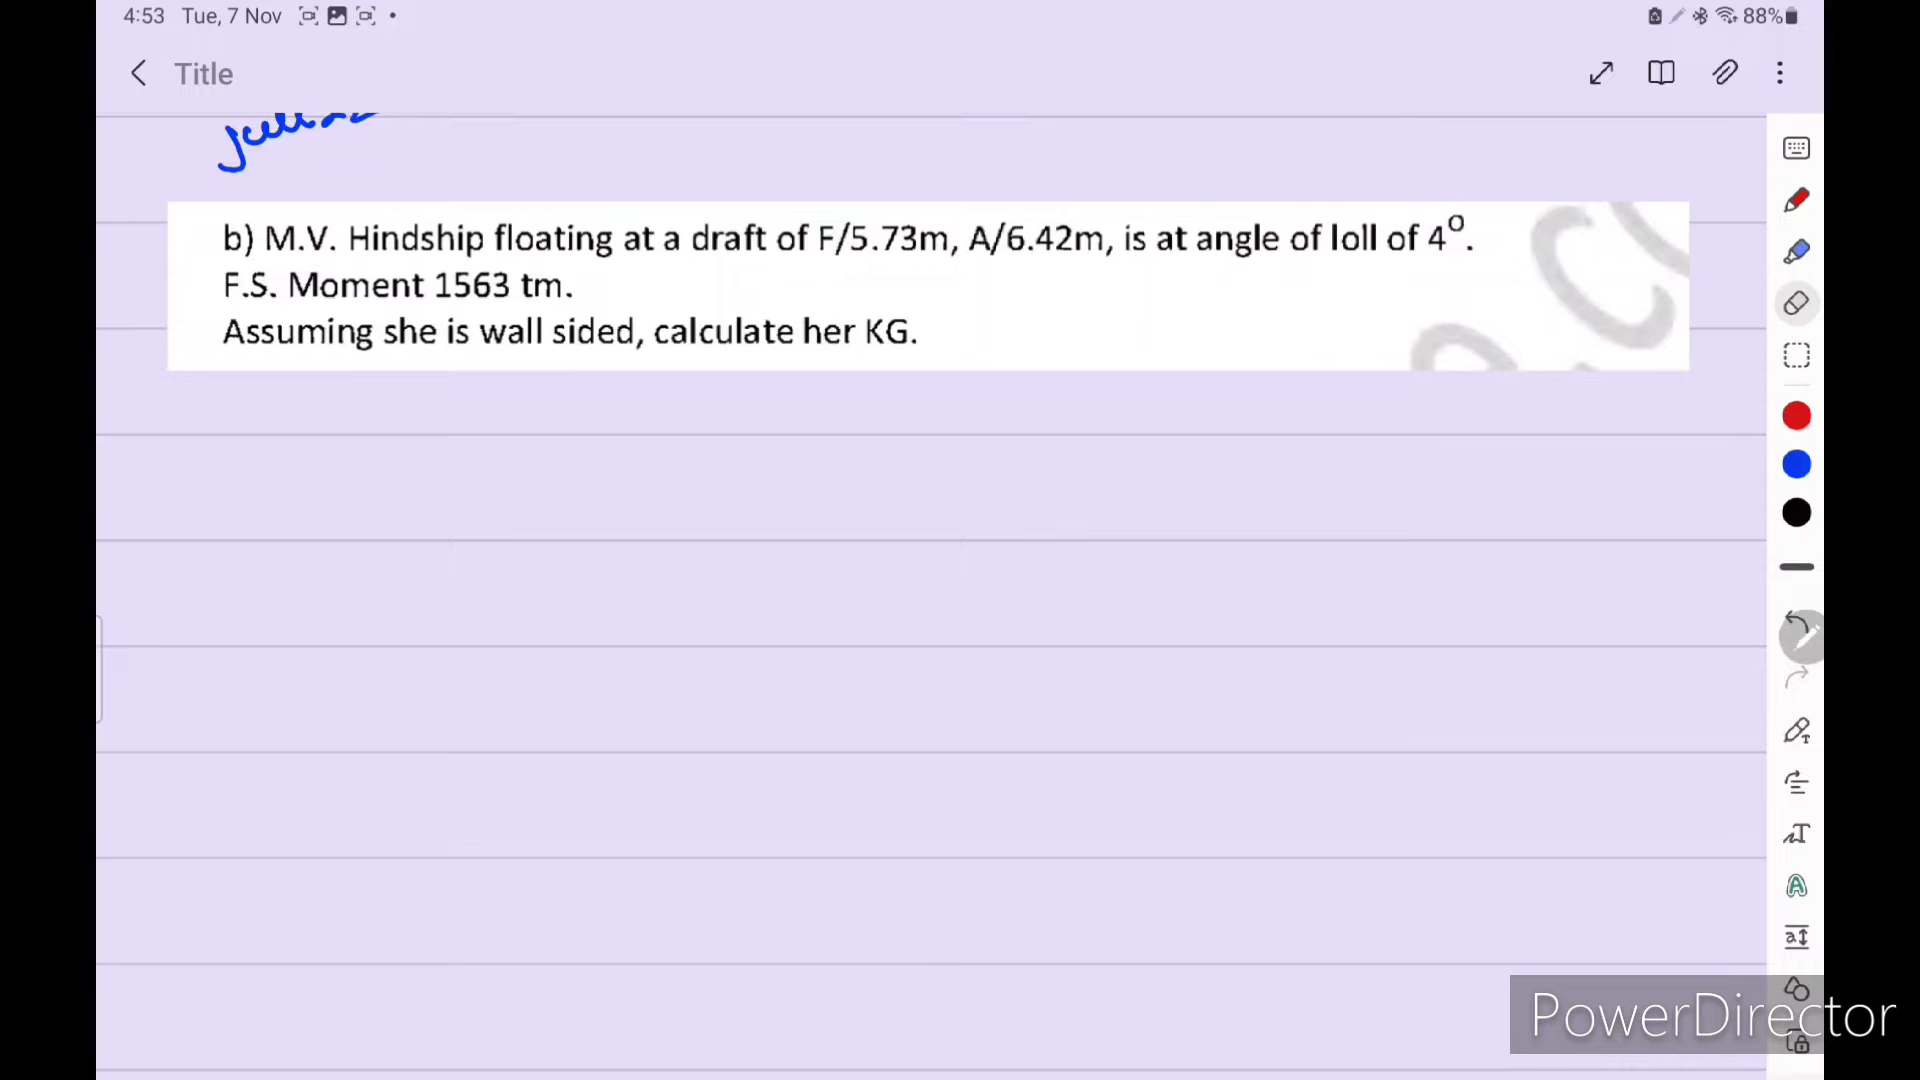 4:53 Tue, 7 Nov
88%
Title
b) M.V. Hindship floating at a draft of F/5.73m, A/6.42m, is at angle of loll of 4⁰.
F.S. Moment 1563 tm.
Assuming she is wall sided, calculate her KG.
PowerDirector